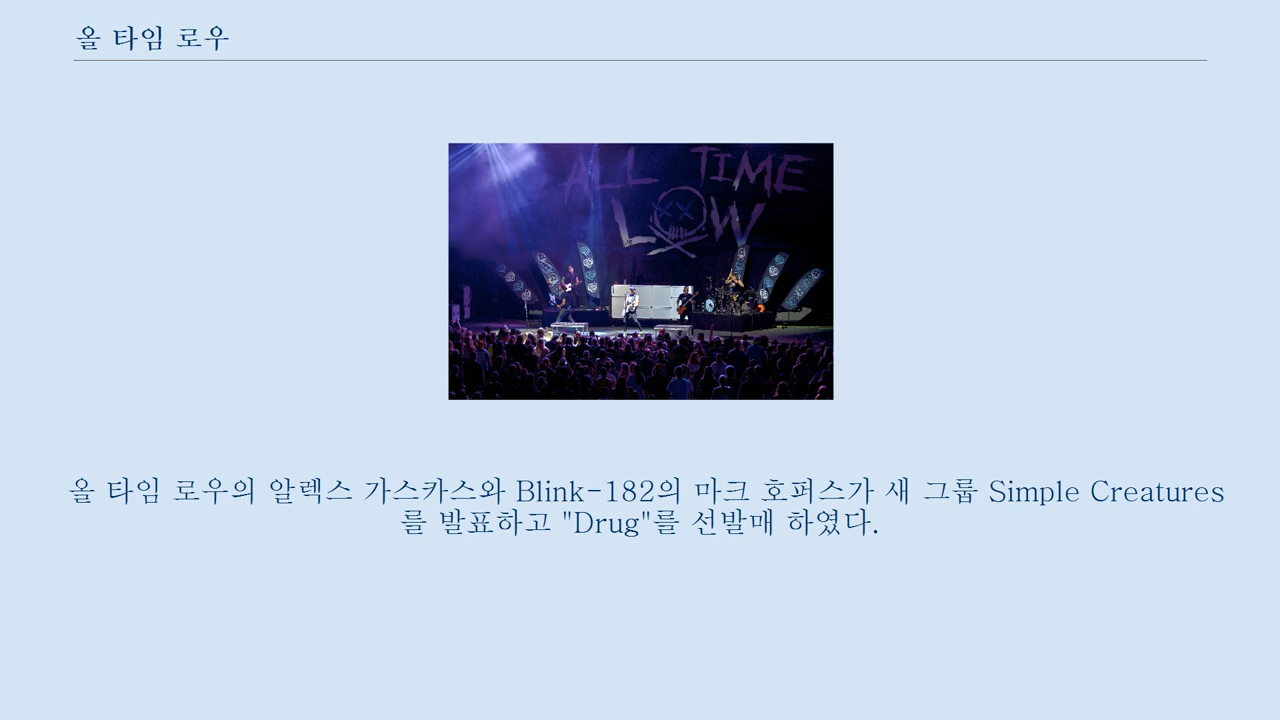 올 타임 로우
ALL TIME
LOW
올 타임 로우의 알렉스 가스카스와 Blink-182의 마크 호퍼스가 새 그룹 Simple Creatures
를 발표하고 "Drug"를 선발매 하였다.